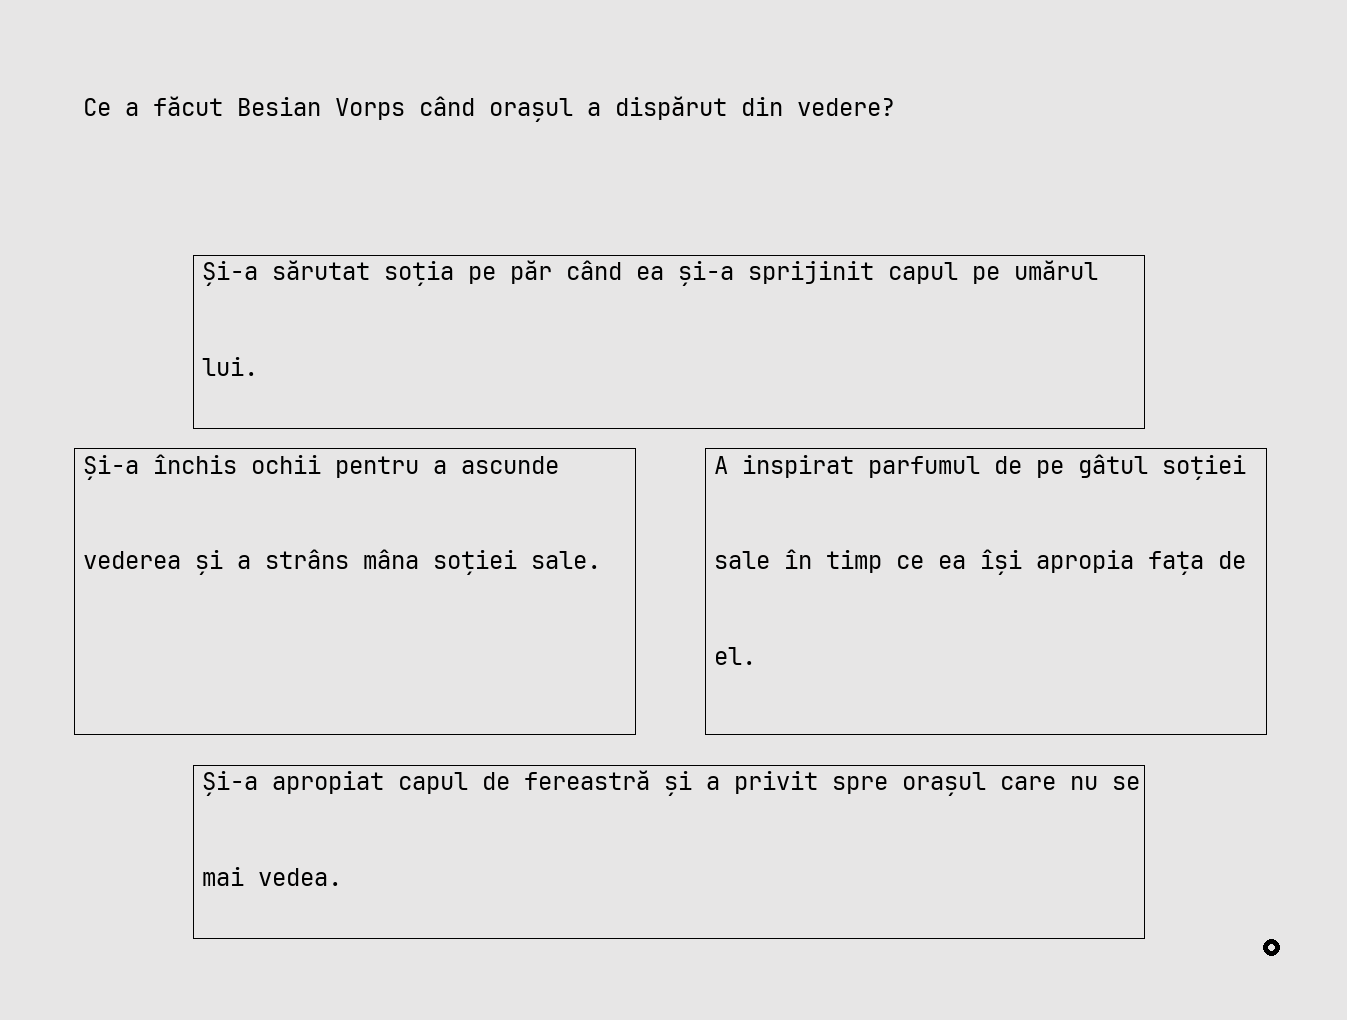 Ce a făcut Besian Vorps când orașul a dispărut din vedere?
Și-a sărutat soția pe păr când ea și-a sprijinit capul pe umărul
lui.
Și-a închis ochii pentru a ascunde
vederea și a strâns mâna soției sale.
A inspirat parfumul de pe gâtul soției
sale în timp ce ea își apropia fața de
el.
Și-a apropiat capul de fereastră și a privit spre orașul care nu se
mai vedea.